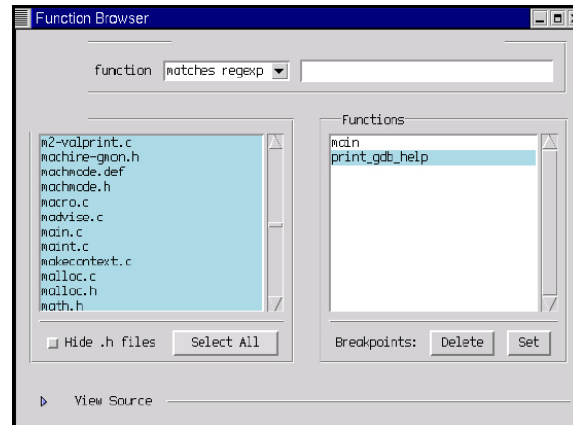 Function Browser
function matches regexp
Functions
m2-valprint.c
machine-gmon.h
machmode.def
machmode.h
macro.c
madvise.c
main.c
maint.c
makecontext.c
malloc.c
malloc.h
math.h
main
print_gdb_help
Hide .h files Select All
Breakpoints: Delete Set
View Source